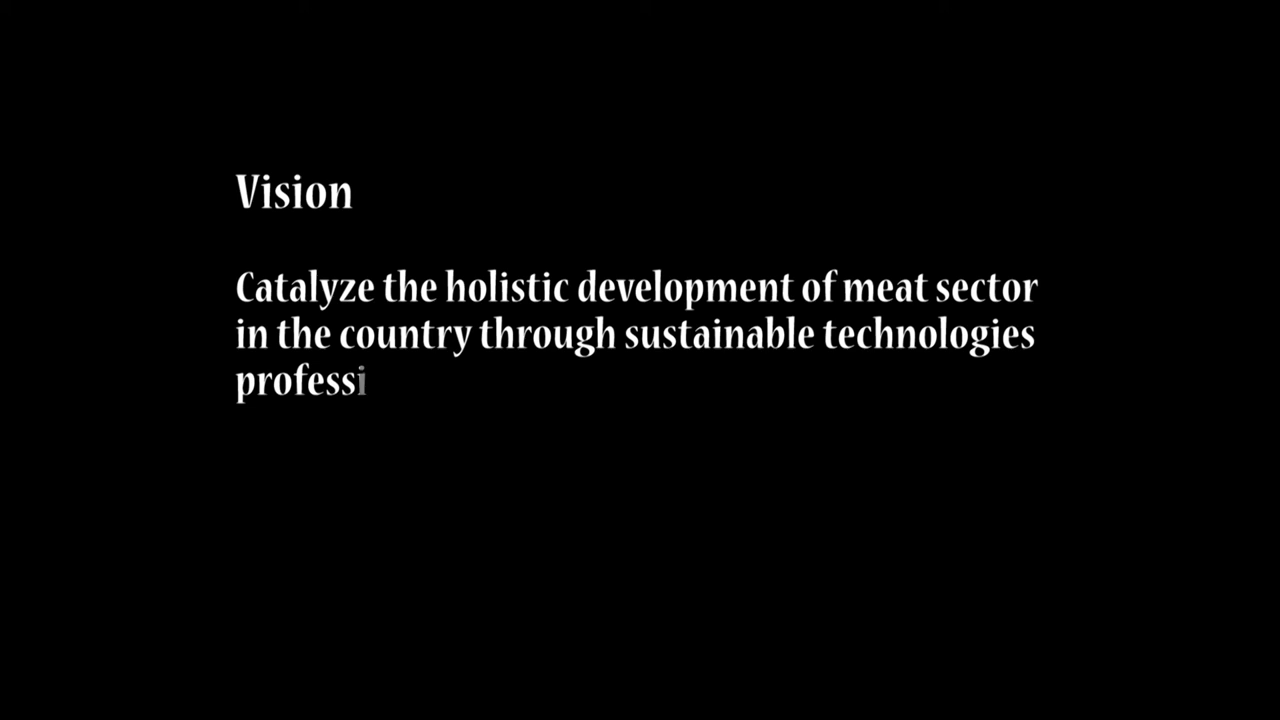 Vision
Catalyze the holistic development of meat sector
in the country through sustainable technologies
professi